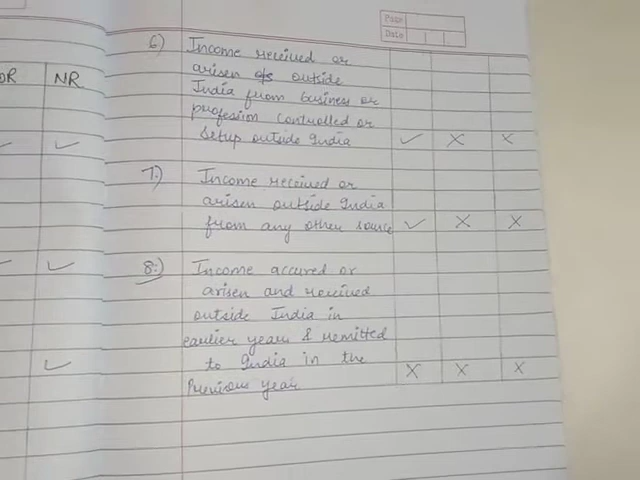 Page
Date
OR NR
✓ ✓
✓ ✓
✓
6) Income received or
arisen outside
India from business or
profession controlled or
setup outside India ✓ X X
7.) Income received or
arisen outside India
from any other source ✓ X X
8.) Income accured or
arisen and received
outside India in
earlier years & remitted
to India in the
Previous year X X X